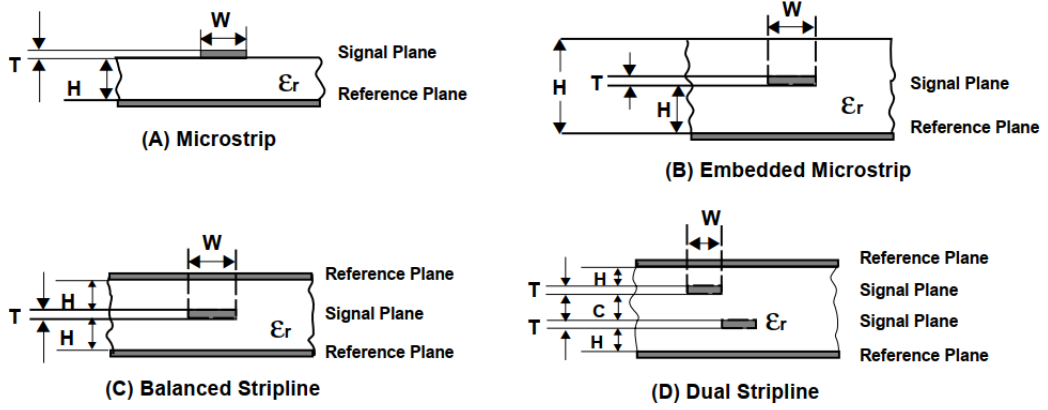 W
T
H
εr
Signal Plane
Reference Plane
(A) Microstrip
W
H
T
H
εr
Signal Plane
Reference Plane
(B) Embedded Microstrip
W
Reference Plane
H
T
Signal Plane
H
εr
Reference Plane
(C) Balanced Stripline
W
Reference Plane
H
T
Signal Plane
C
T
εr
Signal Plane
H
Reference Plane
(D) Dual Stripline